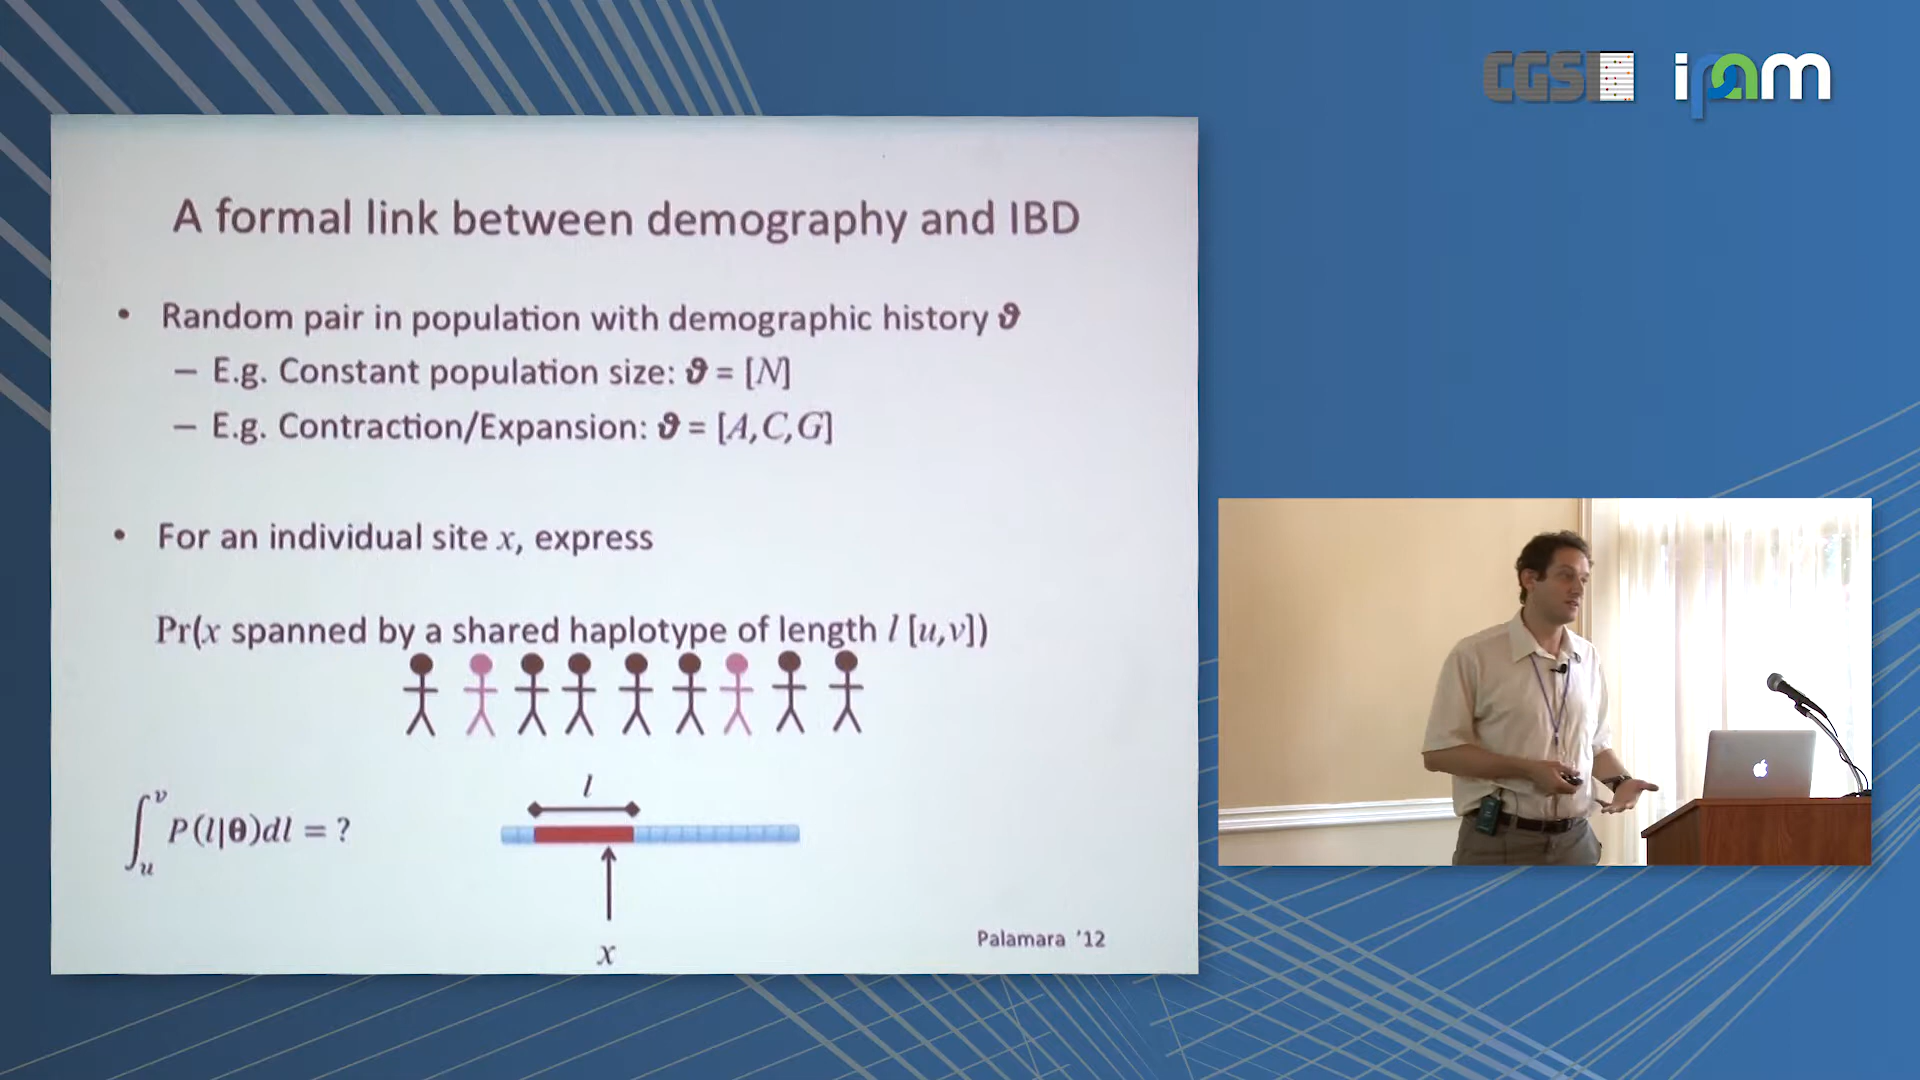 CGSI
ipam
A formal link between demography and IBD
• Random pair in population with demographic history ϑ
– E.g. Constant population size: ϑ = [N]
– E.g. Contraction/Expansion: ϑ = [A,C,G]
• For an individual site x, express
Pr(x spanned by a shared haplotype of length l [u,v])
l
∫ᵤᵛ P(l|θ)dl = ?
x
Palamara '12